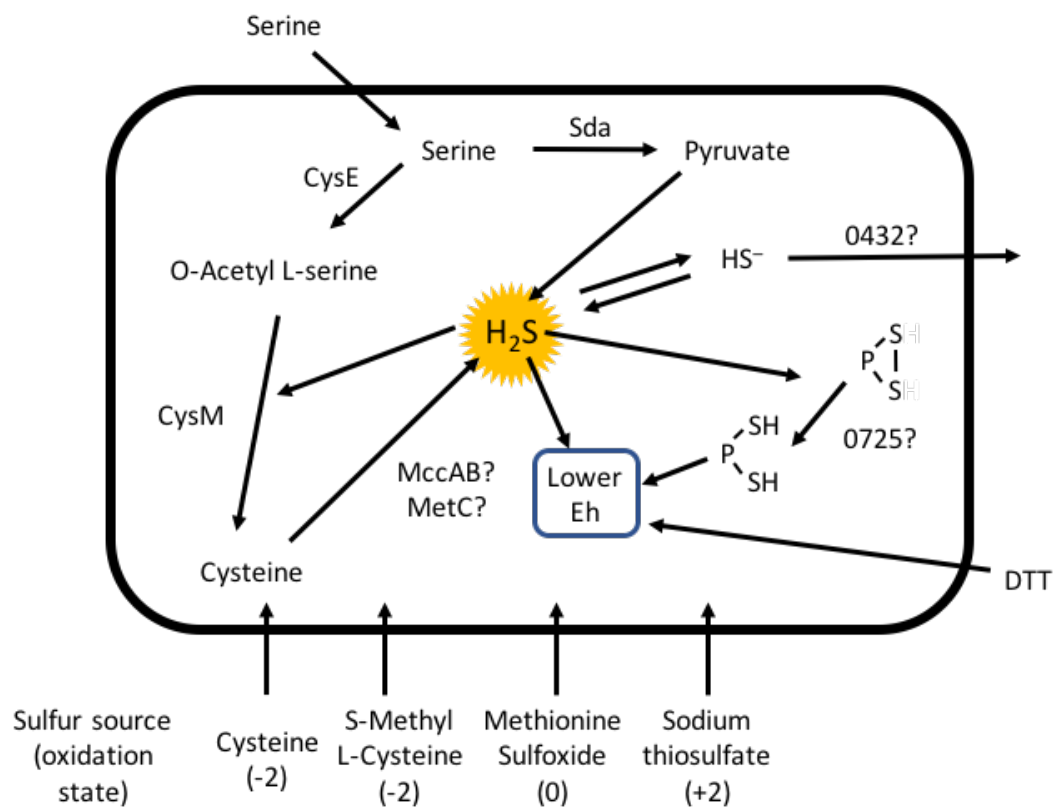 Serine
Serine
Sda
Pyruvate
CysE
0432?
HS⁻
O-Acetyl L-serine
H₂S
SH
P
SH
CysM
0725?
SH
P
SH
McCAB?
MetC?
Lower
Eh
Cysteine
DTT
Sulfur source
(oxidation
state)
Cysteine
(-2)
S-Methyl
L-Cysteine
(-2)
Methionine
Sulfoxide
(0)
Sodium
thiosulfate
(+2)